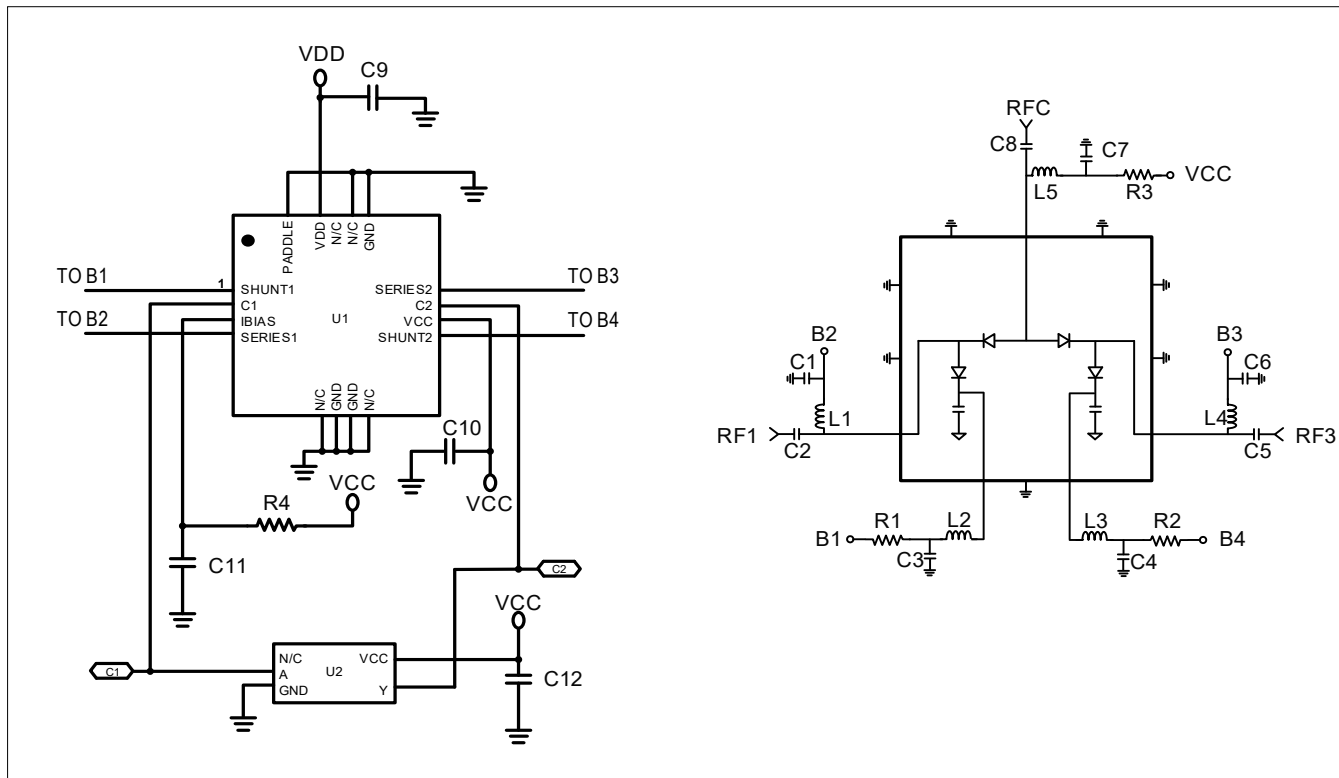 VDD
C9
PADDLE
VDD
N/C
N/C
GND
TO B1
1
SHUNT1
C1
TO B2
IBIAS
SERIES1
U1
SERIES2
TO B3
C2
VCC
TO B4
SHUNT2
N/C
GND
GND
N/C
C10
VCC
R4
VCC
C11
C2
VCC
C1
N/C
A
GND
U2
VCC
Y
C12
RFC
C8
C7
L5
R3
VCC
B2
C1
L1
RF1
C2
B3
C6
L4
C5
RF3
B1
R1
L2
C3
L3
R2
B4
C4